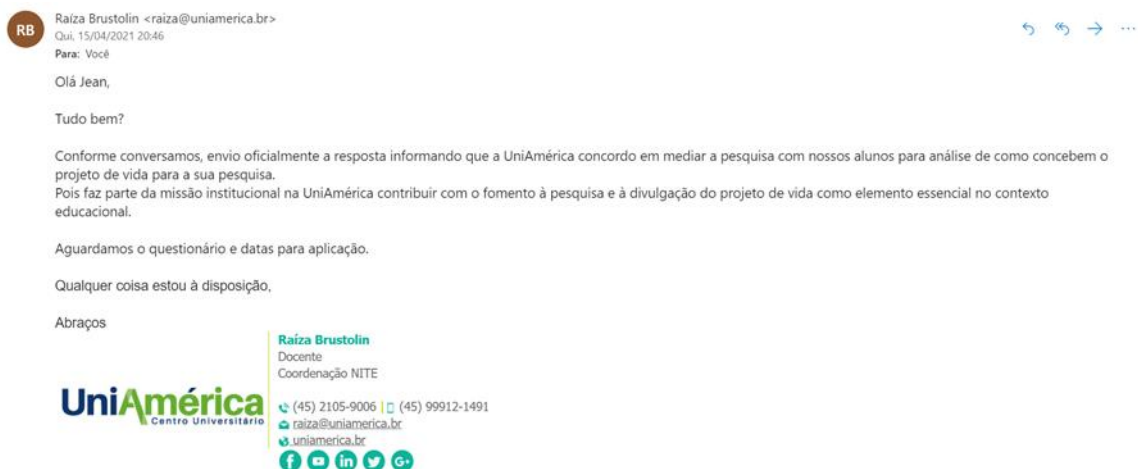 RB
Raíza Brustolin <raiza@uniamerica.br>
Qui, 15/04/2021 20:46
Para: Você
Olá Jean,
Tudo bem?
Conforme conversamos, envio oficialmente a resposta informando que a UniAmérica concordo em mediar a pesquisa com nossos alunos para análise de como concebem o
projeto de vida para a sua pesquisa.
Pois faz parte da missão institucional na UniAmérica contribuir com o fomento à pesquisa e à divulgação do projeto de vida como elemento essencial no contexto
educacional.
Aguardamos o questionário e datas para aplicação.
Qualquer coisa estou à disposição,
Abraços
UniAmérica
Centro Universitário
Raíza Brustolin
Docente
Coordenação NITE
(45) 2105-9006 | (45) 99912-1491
raiza@uniamerica.br
uniamerica.br